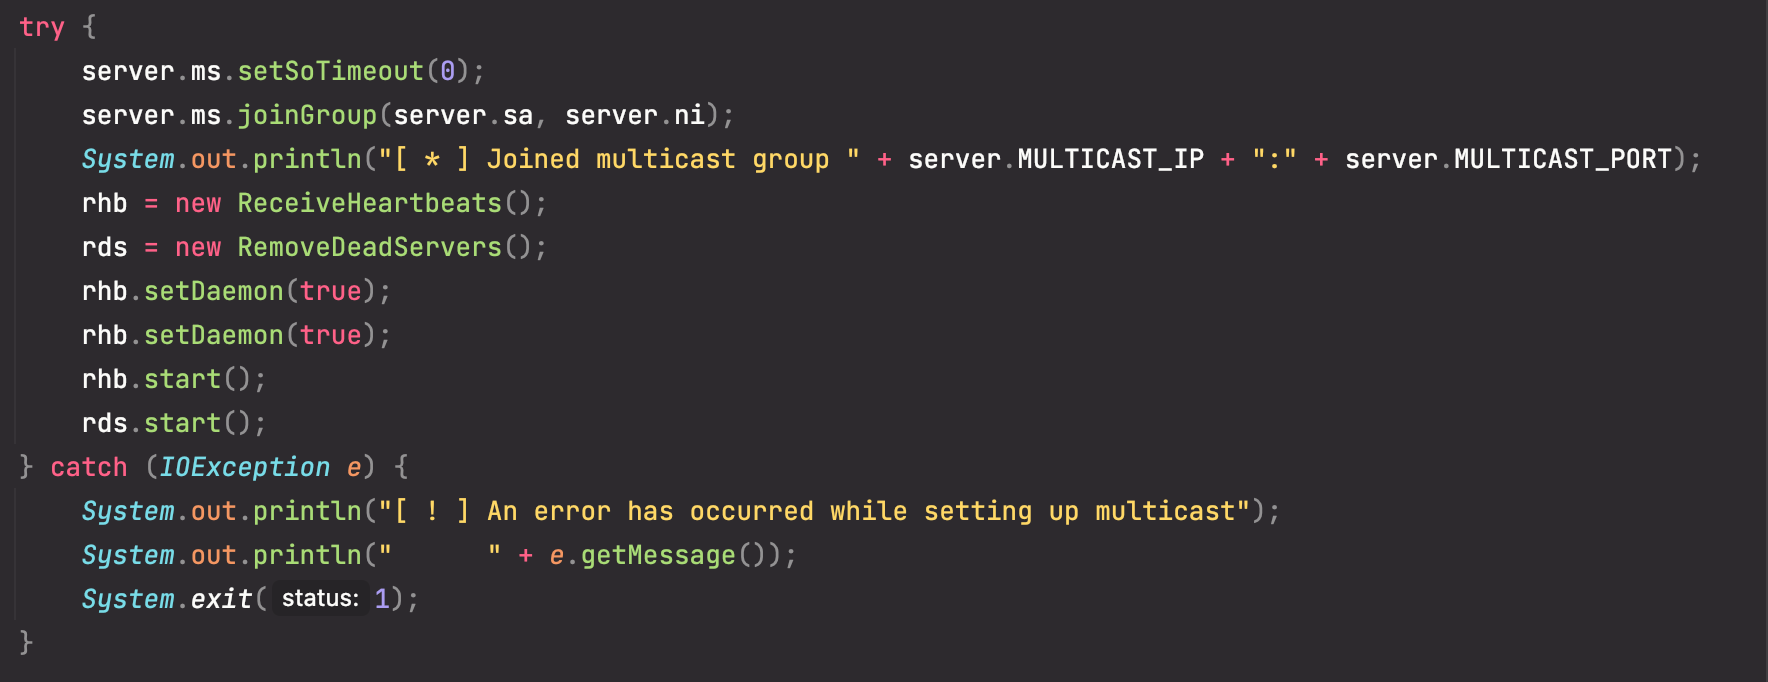 try {
    server.ms.setSoTimeout(0);
    server.ms.joinGroup(server.sa, server.ni);
    System.out.println("[ * ] Joined multicast group " + server.MULTICAST_IP + ":" + server.MULTICAST_PORT);
    rhb = new ReceiveHeartbeats();
    rds = new RemoveDeadServers();
    rhb.setDaemon(true);
    rhb.setDaemon(true);
    rhb.start();
    rds.start();
} catch (IOException e) {
    System.out.println("[ ! ] An error has occurred while setting up multicast");
    System.out.println("      " + e.getMessage());
    System.exit( status: 1);
}